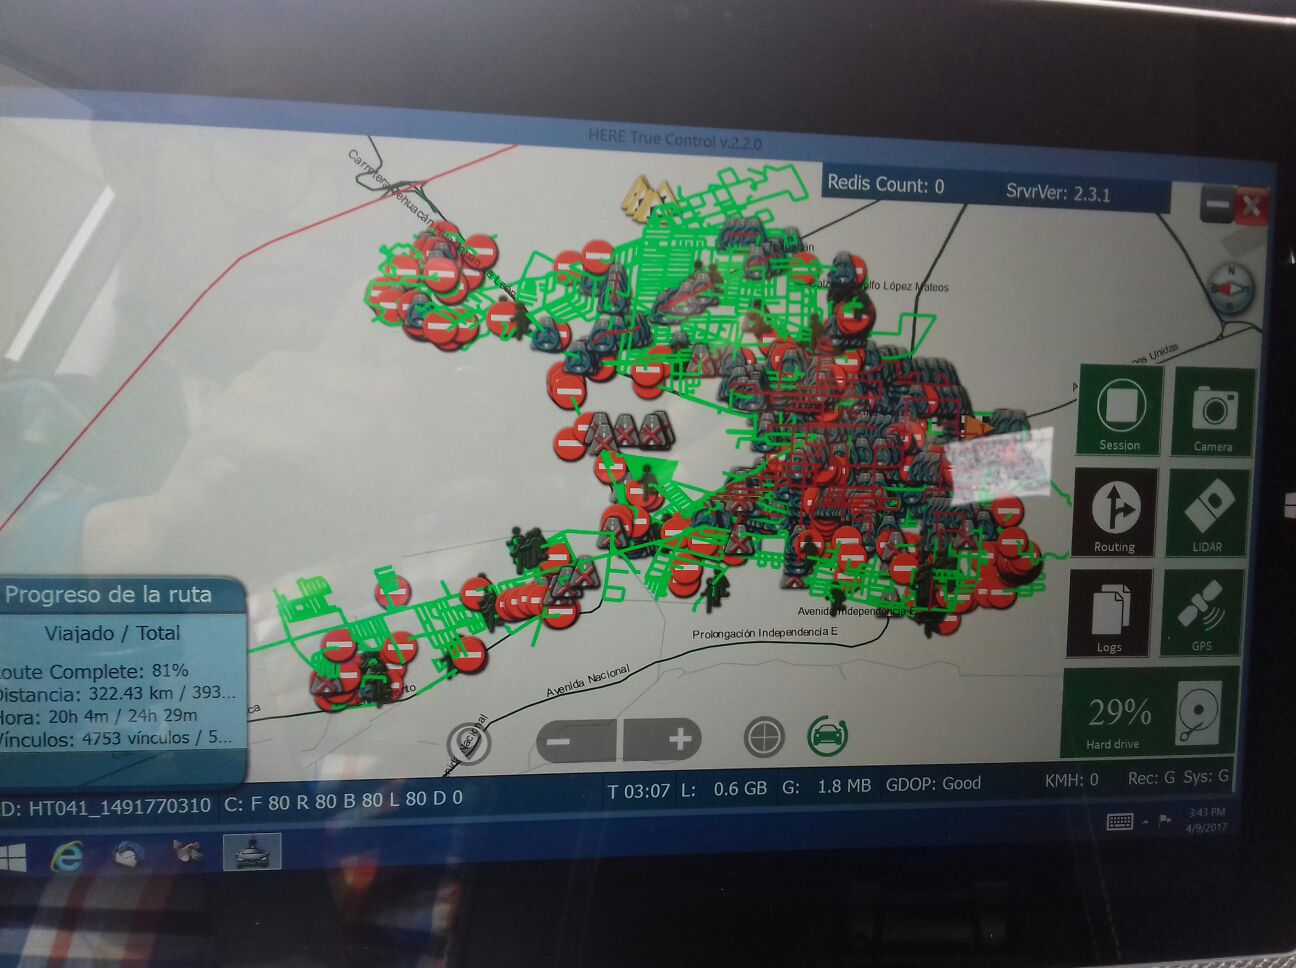 HERE True Control v.2.2.0
Redis Count: 0 SrvrVer: 2.3.1
N
Calz olfo López Mateos
Session
Camera
Routing
LIDAR
Logs
GPS
29%
Hard drive
Avenida Independencia E
Prolongación Independencia E
Avenida Nacional
Progreso de la ruta
Viajado / Total
oute Complete: 81%
Distancia: 322.43 km / 393...
Hora: 20h 4m / 24h 29m
Vínculos: 4753 vínculos / 5...
D: HT041_1491770310 C: F 80 R 80 B 80 L 80 D 0 T 03:07 L: 0.6 GB G: 1.8 MB GDOP: Good KMH: 0 Rec: G Sys: G
3:43 PM
4/9/2017